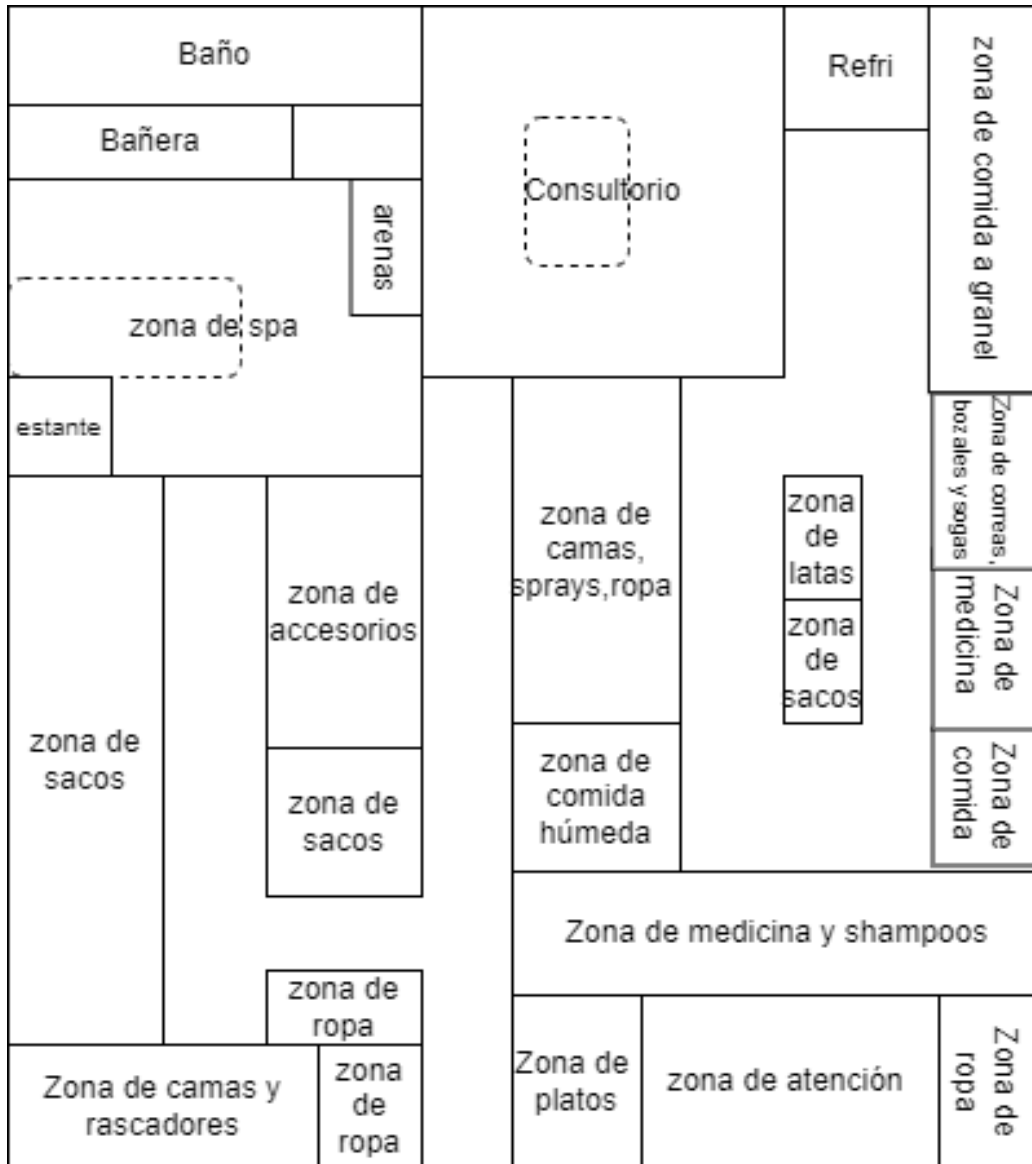 Baño
Refri
zona de comida a granel
Bañera
Consultorio
arenas
zona de spa
estante
Zona de correas,
bozales y sogas
zona de
latas
zona de
camas,
sprays,ropa
zona de
accesorios
Zona de
medicina
zona de
sacos
zona de
sacos
zona de
comida
húmeda
Zona de
comida
zona de
sacos
Zona de medicina y shampoos
zona de
ropa
Zona de camas y
rascadores
zona
de
ropa
Zona de
platos
zona de atención
Zona de
ropa